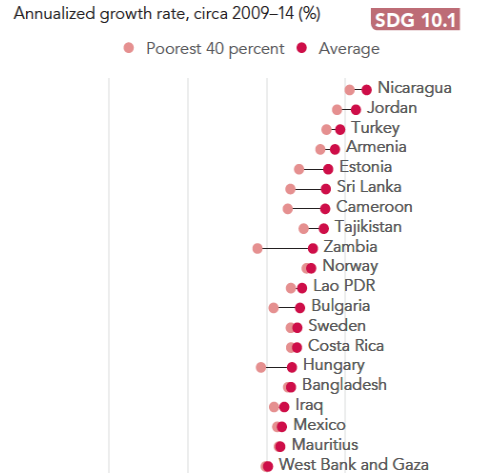 Annualized growth rate, circa 2009–14 (%)
SDG 10.1
Poorest 40 percent Average
Nicaragua
Jordan
Turkey
Armenia
Estonia
Sri Lanka
Cameroon
Tajikistan
Zambia
Norway
Lao PDR
Bulgaria
Sweden
Costa Rica
Hungary
Bangladesh
Iraq
Mexico
Mauritius
West Bank and Gaza